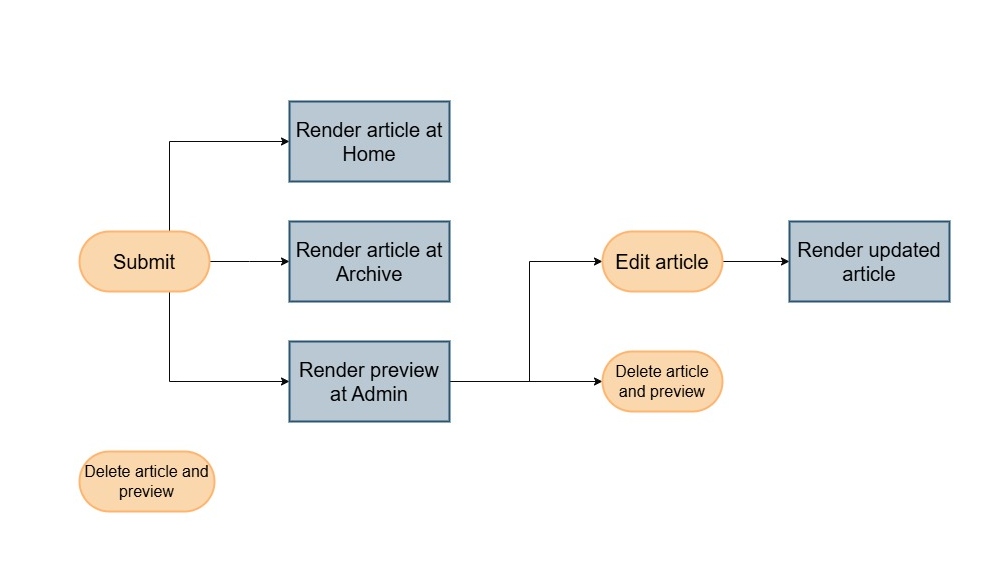 Render article at
Home
Submit
Render article at
Archive
Edit article
Render updated
article
Render preview
at Admin
Delete article
and preview
Delete article and
preview